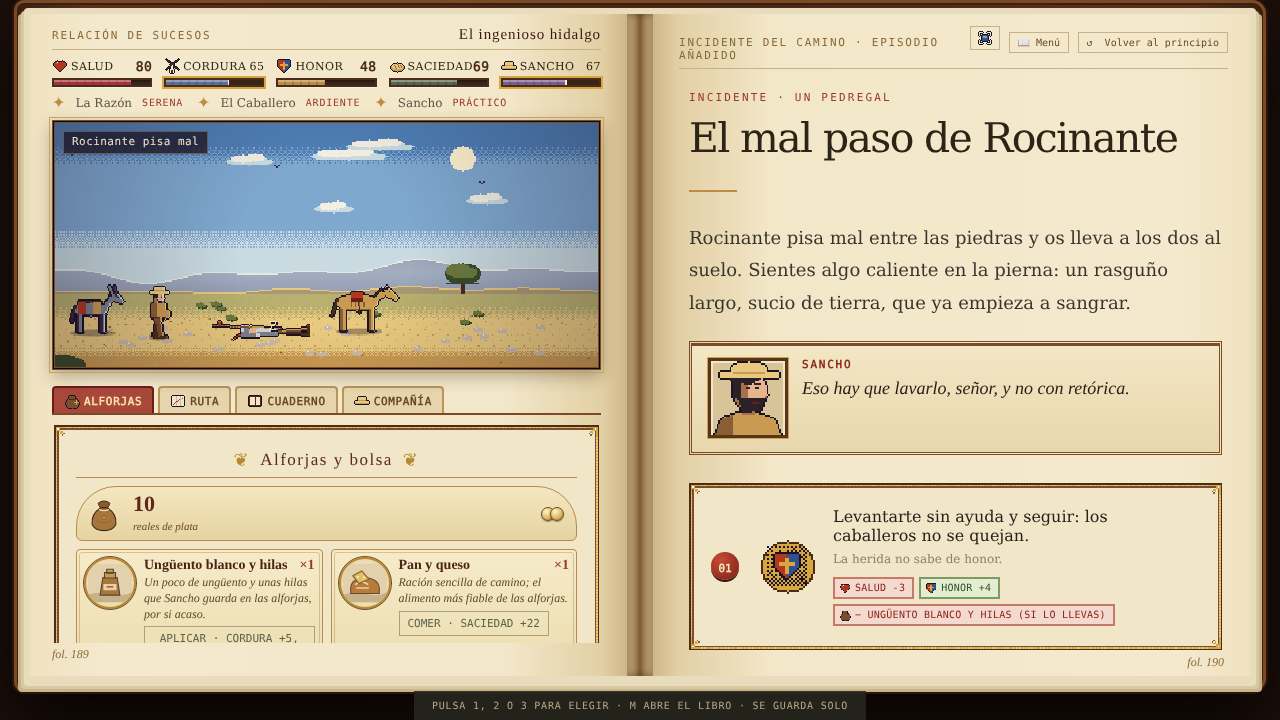 RELACIÓN DE SUCESOS
El ingenioso hidalgo
SALUD 80
CORDURA 65
HONOR 48
SACIEDAD 69
SANCHO 67
La Razón SERENA
El Caballero ARDIENTE
Sancho PRÁCTICO
Rocinante pisa mal
ALFORJAS
RUTA
CUADERNO
COMPAÑÍA
Alforjas y bolsa
10
reales de plata
Ungüento blanco y hilas ×1
Un poco de ungüento y unas hilas
que Sancho guarda en las alforjas,
por si acaso.
APLICAR · CORDURA +5,
Pan y queso ×1
Ración sencilla de camino; el
alimento más fiable de las alforjas.
COMER · SACIEDAD +22
fol. 189
INCIDENTE DEL CAMINO · EPISODIO
AÑADIDO
Menú
↺ Volver al principio
INCIDENTE · UN PEDREGAL
El mal paso de Rocinante
Rocinante pisa mal entre las piedras y os lleva a los dos al
suelo. Sientes algo caliente en la pierna: un rasguño
largo, sucio de tierra, que ya empieza a sangrar.
SANCHO
Eso hay que lavarlo, señor, y no con retórica.
01
Levantarte sin ayuda y seguir: los
caballeros no se quejan.
La herida no sabe de honor.
SALUD -3
HONOR +4
− UNGÜENTO BLANCO Y HILAS (SI LO LLEVAS)
fol. 190
PULSA 1, 2 O 3 PARA ELEGIR · M ABRE EL LIBRO · SE GUARDA SOLO